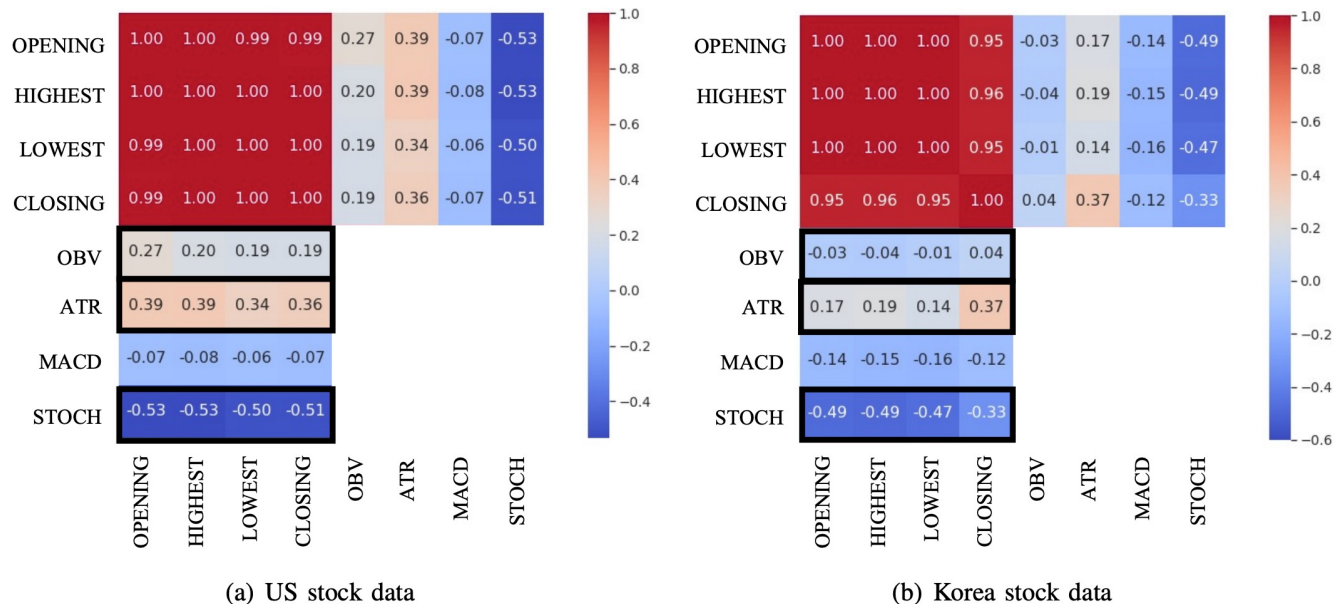 OPENING 1.00 1.00 0.99 0.99 0.27 0.39 -0.07 -0.53
HIGHEST 1.00 1.00 1.00 1.00 0.20 0.39 -0.08 -0.53
LOWEST 0.99 1.00 1.00 1.00 0.19 0.34 -0.06 -0.50
CLOSING 0.99 1.00 1.00 1.00 0.19 0.36 -0.07 -0.51
OBV 0.27 0.20 0.19 0.19
ATR 0.39 0.39 0.34 0.36
MACD -0.07 -0.08 -0.06 -0.07
STOCH -0.53 -0.53 -0.50 -0.51
OPENING HIGHEST LOWEST CLOSING OBV ATR MACD STOCH
1.0
0.8
0.6
0.4
0.2
0.0
-0.2
-0.4
(a) US stock data
OPENING 1.00 1.00 1.00 0.95 -0.03 0.17 -0.14 -0.49
HIGHEST 1.00 1.00 1.00 0.96 -0.04 0.19 -0.15 -0.49
LOWEST 1.00 1.00 1.00 0.95 -0.01 0.14 -0.16 -0.47
CLOSING 0.95 0.96 0.95 1.00 0.04 0.37 -0.12 -0.33
OBV -0.03 -0.04 -0.01 0.04
ATR 0.17 0.19 0.14 0.37
MACD -0.14 -0.15 -0.16 -0.12
STOCH -0.49 -0.49 -0.47 -0.33
OPENING HIGHEST LOWEST CLOSING OBV ATR MACD STOCH
1.0
0.8
0.6
0.4
0.2
0.0
-0.2
-0.4
-0.6
(b) Korea stock data